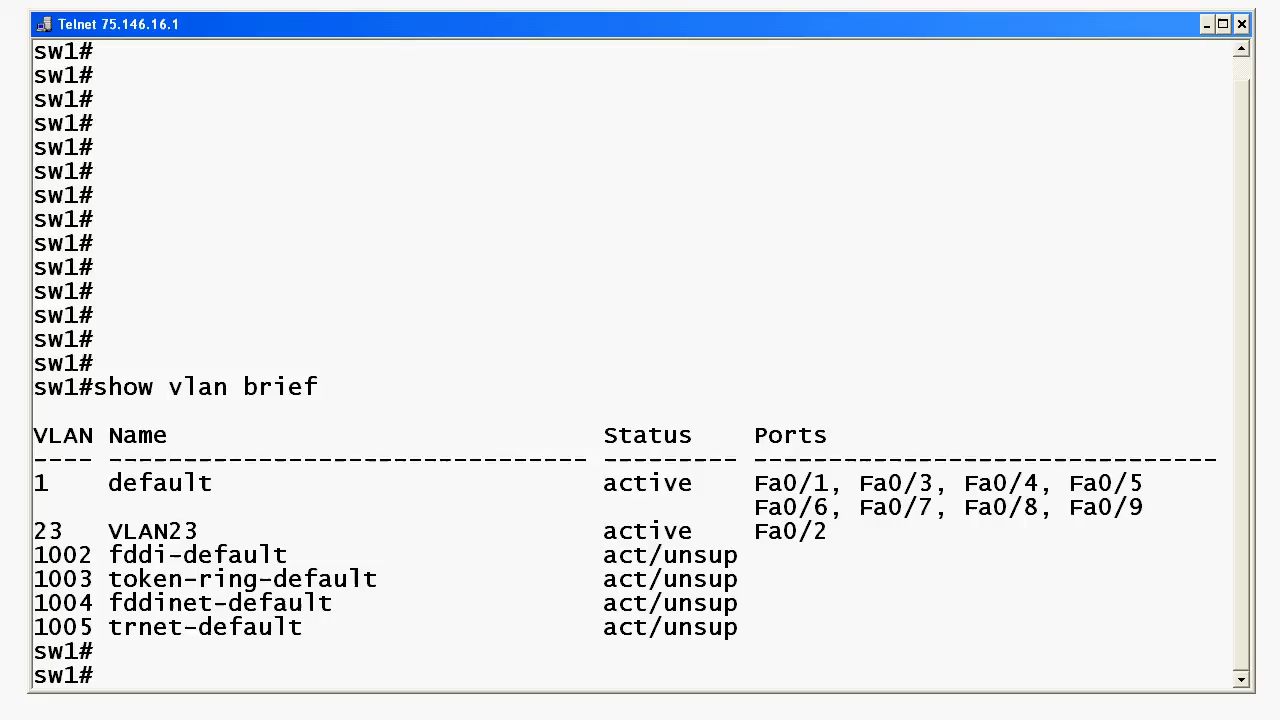 Telnet 75.146.16.1
sw1#
sw1#
sw1#
sw1#
sw1#
sw1#
sw1#
sw1#
sw1#
sw1#
sw1#
sw1#
sw1#
sw1#
sw1#show vlan brief
VLAN Name Status Ports
---- -------------------------------- --------- -------------------------------
1 default active Fa0/1, Fa0/3, Fa0/4, Fa0/5
Fa0/6, Fa0/7, Fa0/8, Fa0/9
23 VLAN23 active Fa0/2
1002 fddi-default act/unsup
1003 token-ring-default act/unsup
1004 fddinet-default act/unsup
1005 trnet-default act/unsup
sw1#
sw1#